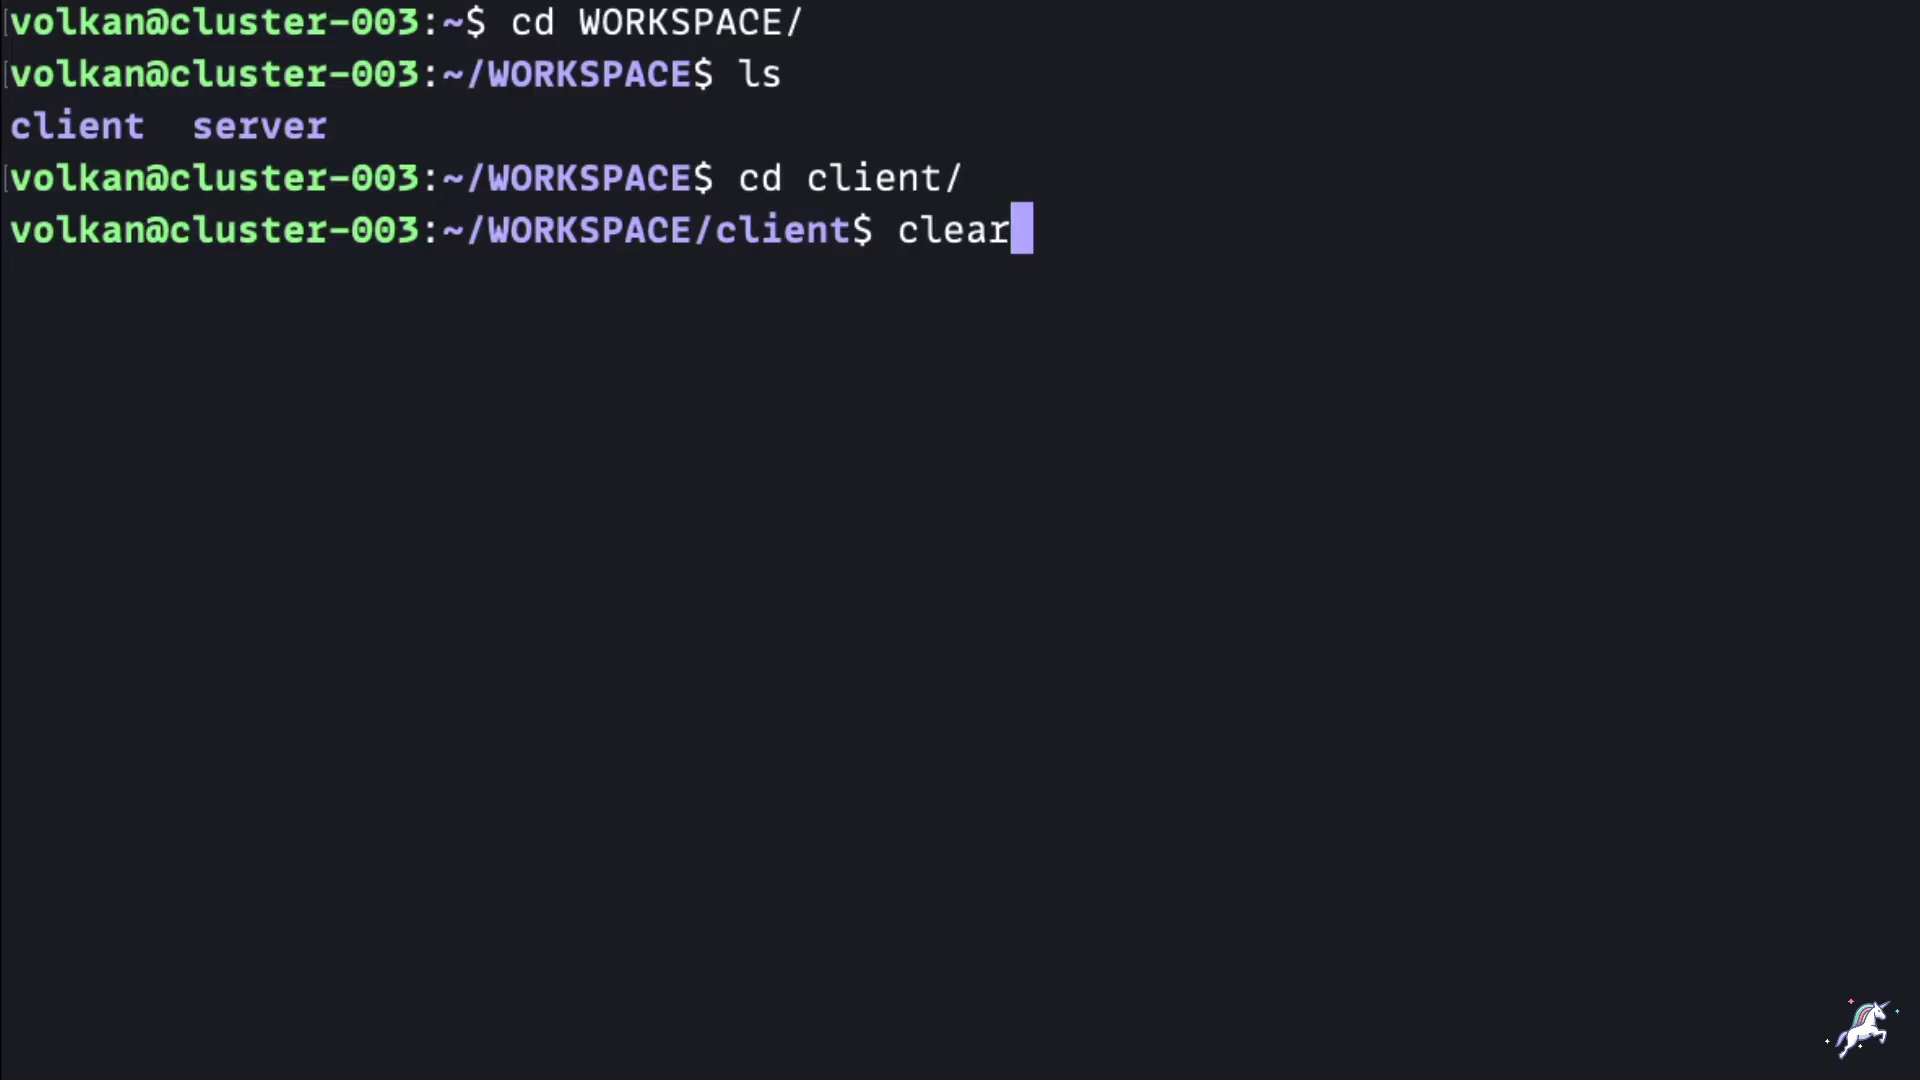 volkan@cluster-003:~$ cd WORKSPACE/
volkan@cluster-003:~/WORKSPACE$ ls
client  server
volkan@cluster-003:~/WORKSPACE$ cd client/
volkan@cluster-003:~/WORKSPACE/client$ clear